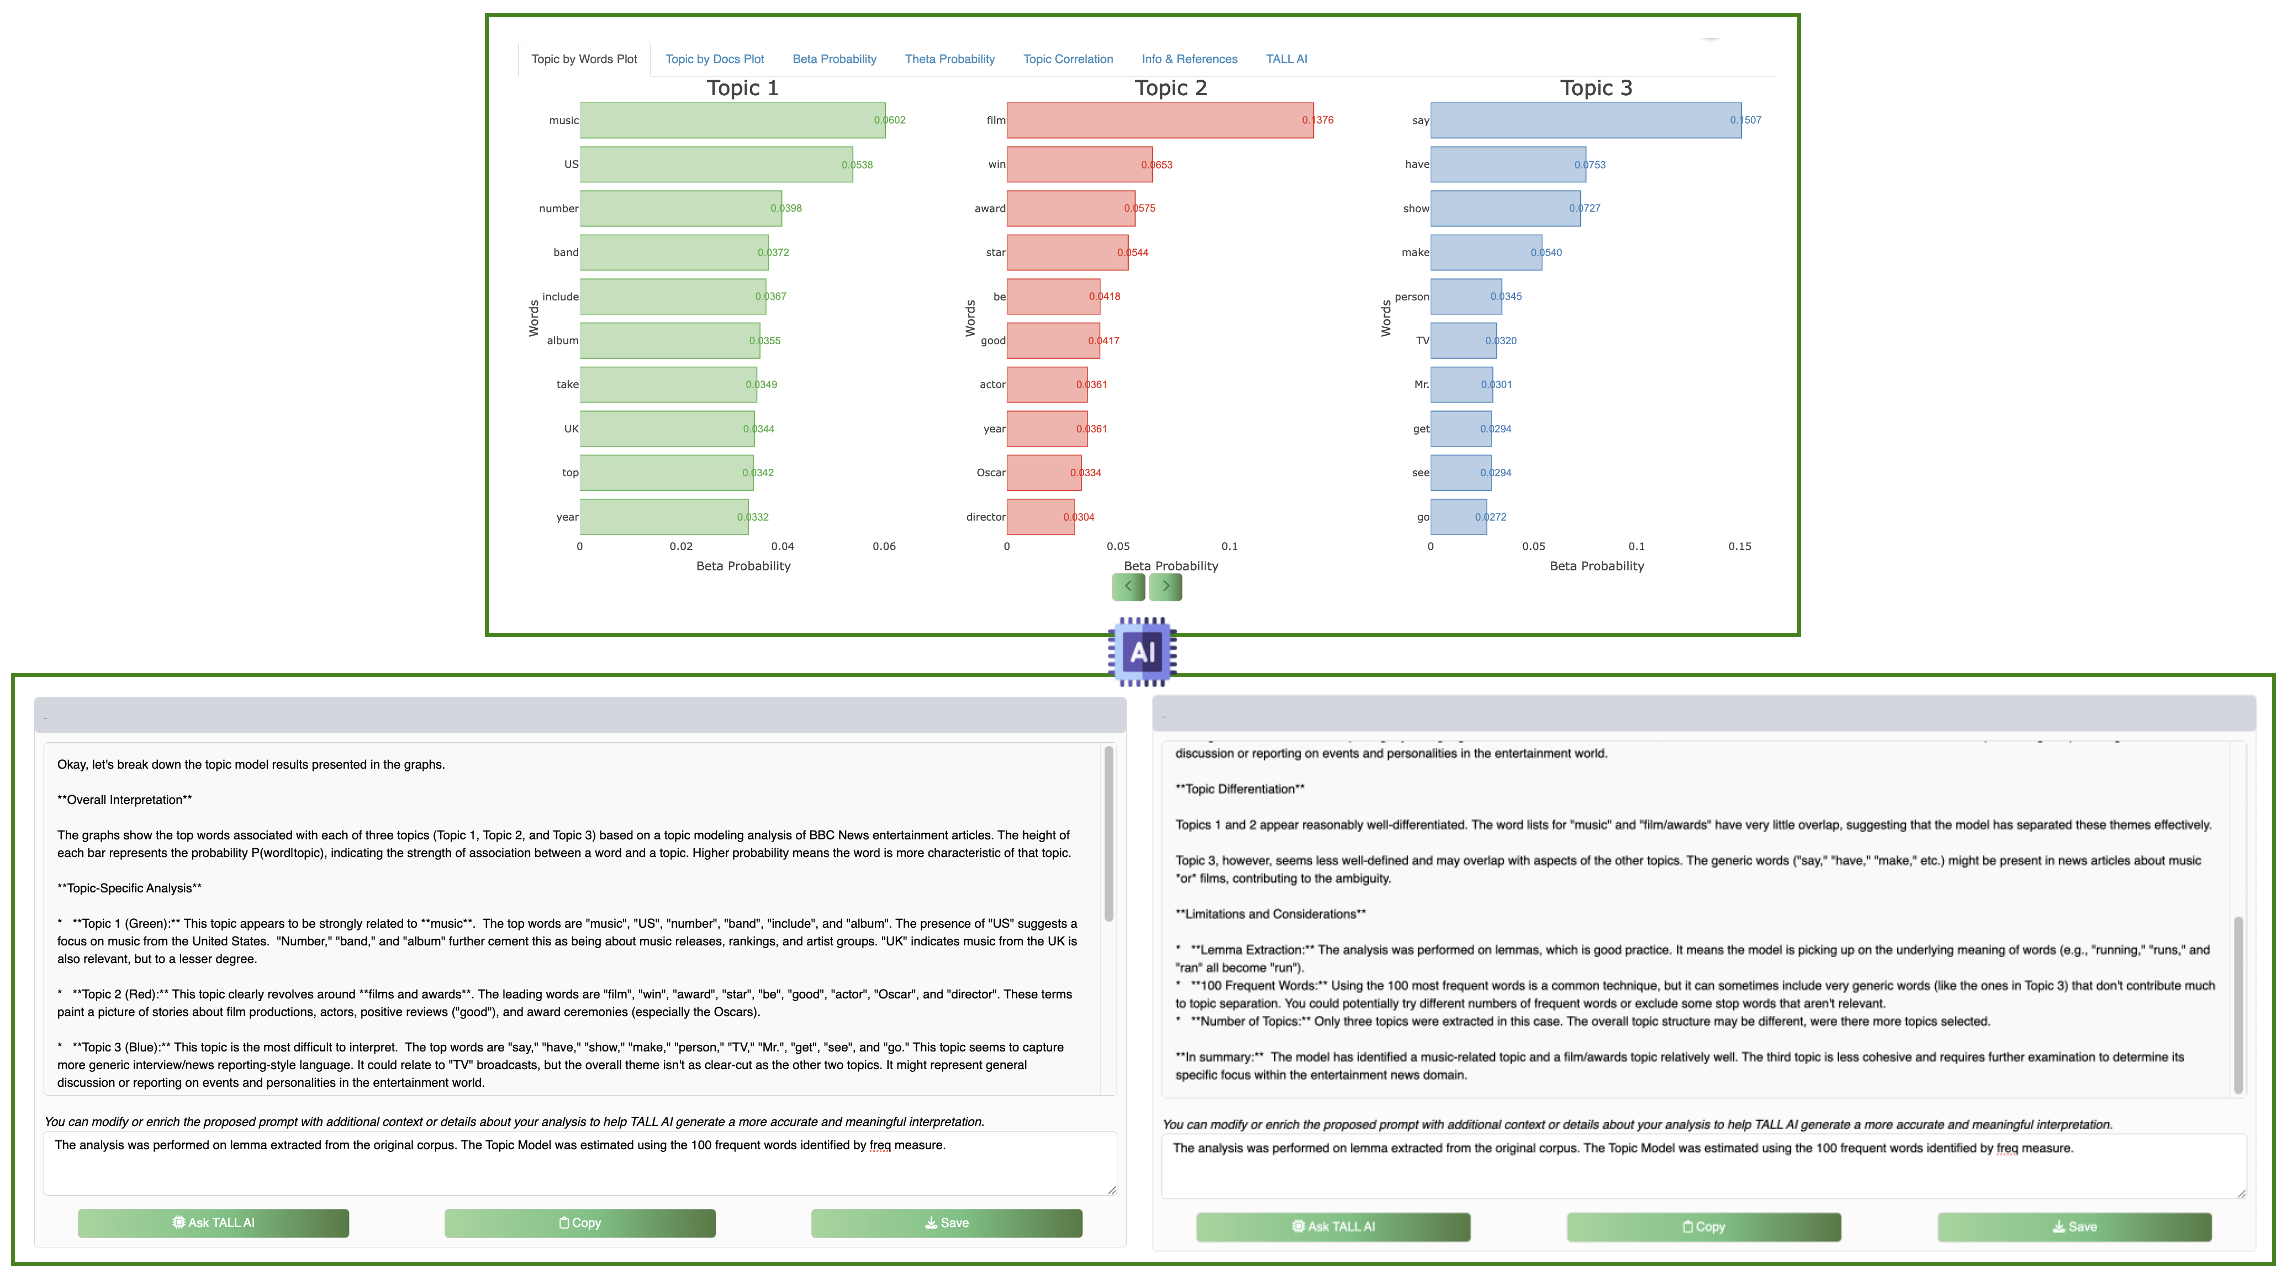 Topic by Words Plot Topic by Docs Plot Beta Probability Theta Probability Topic Correlation Info & References TALL AI
Topic 1
music 0.0602
US 0.0538
number 0.0398
band 0.0372
include 0.0367
album 0.0355
take 0.0349
UK 0.0344
top 0.0342
year 0.0332
Words
0 0.02 0.04 0.06
Beta Probability
Topic 2
film 0.1376
win 0.0653
award 0.0575
star 0.0544
be 0.0418
good 0.0417
actor 0.0361
year 0.0361
Oscar 0.0334
director 0.0304
Words
0 0.05 0.1
Beta Probability
Topic 3
say 0.1507
have 0.0753
show 0.0727
make 0.0540
person 0.0345
TV 0.0320
Mr. 0.0301
get 0.0294
see 0.0294
go 0.0272
Words
0 0.05 0.1 0.15
Beta Probability
AI
Okay, let's break down the topic model results presented in the graphs.
**Overall Interpretation**
The graphs show the top words associated with each of three topics (Topic 1, Topic 2, and Topic 3) based on a topic modeling analysis of BBC News entertainment articles. The height of
each bar represents the probability P(word|topic), indicating the strength of association between a word and a topic. Higher probability means the word is more characteristic of that topic.
**Topic-Specific Analysis**
* **Topic 1 (Green):** This topic appears to be strongly related to **music**. The top words are "music", "US", "number", "band", "include", and "album". The presence of "US" suggests a
focus on music from the United States. "Number," "band," and "album" further cement this as being about music releases, rankings, and artist groups. "UK" indicates music from the UK is
also relevant, but to a lesser degree.
* **Topic 2 (Red):** This topic clearly revolves around **films and awards**. The leading words are "film", "win", "award", "star", "be", "good", "actor", "Oscar", and "director". These terms
paint a picture of stories about film productions, actors, positive reviews ("good"), and award ceremonies (especially the Oscars).
* **Topic 3 (Blue):** This topic is the most difficult to interpret. The top words are "say," "have," "show," "make," "person," "TV," "Mr.", "get", "see", and "go." This topic seems to capture
more generic interview/news reporting-style language. It could relate to "TV" broadcasts, but the overall theme isn't as clear-cut as the other two topics. It might represent general
discussion or reporting on events and personalities in the entertainment world.
You can modify or enrich the proposed prompt with additional context or details about your analysis to help TALL AI generate a more accurate and meaningful interpretation.
The analysis was performed on lemma extracted from the original corpus. The Topic Model was estimated using the 100 frequent words identified by freq measure.
Ask TALL AI Copy Save
discussion or reporting on events and personalities in the entertainment world.
**Topic Differentiation**
Topics 1 and 2 appear reasonably well-differentiated. The word lists for "music" and "film/awards" have very little overlap, suggesting that the model has separated these themes effectively.
Topic 3, however, seems less well-defined and may overlap with aspects of the other topics. The generic words ("say," "have," "make," etc.) might be present in news articles about music
*or* films, contributing to the ambiguity.
**Limitations and Considerations**
* **Lemma Extraction:** The analysis was performed on lemmas, which is good practice. It means the model is picking up on the underlying meaning of words (e.g., "running," "runs," and
"ran" all become "run").
* **100 Frequent Words:** Using the 100 most frequent words is a common technique, but it can sometimes include very generic words (like the ones in Topic 3) that don't contribute much
to topic separation. You could potentially try different numbers of frequent words or exclude some stop words that aren't relevant.
* **Number of Topics:** Only three topics were extracted in this case. The overall topic structure may be different, were there more topics selected.
**In summary:** The model has identified a music-related topic and a film/awards topic relatively well. The third topic is less cohesive and requires further examination to determine its
specific focus within the entertainment news domain.
You can modify or enrich the proposed prompt with additional context or details about your analysis to help TALL AI generate a more accurate and meaningful interpretation.
The analysis was performed on lemma extracted from the original corpus. The Topic Model was estimated using the 100 frequent words identified by freq measure.
Ask TALL AI Copy Save